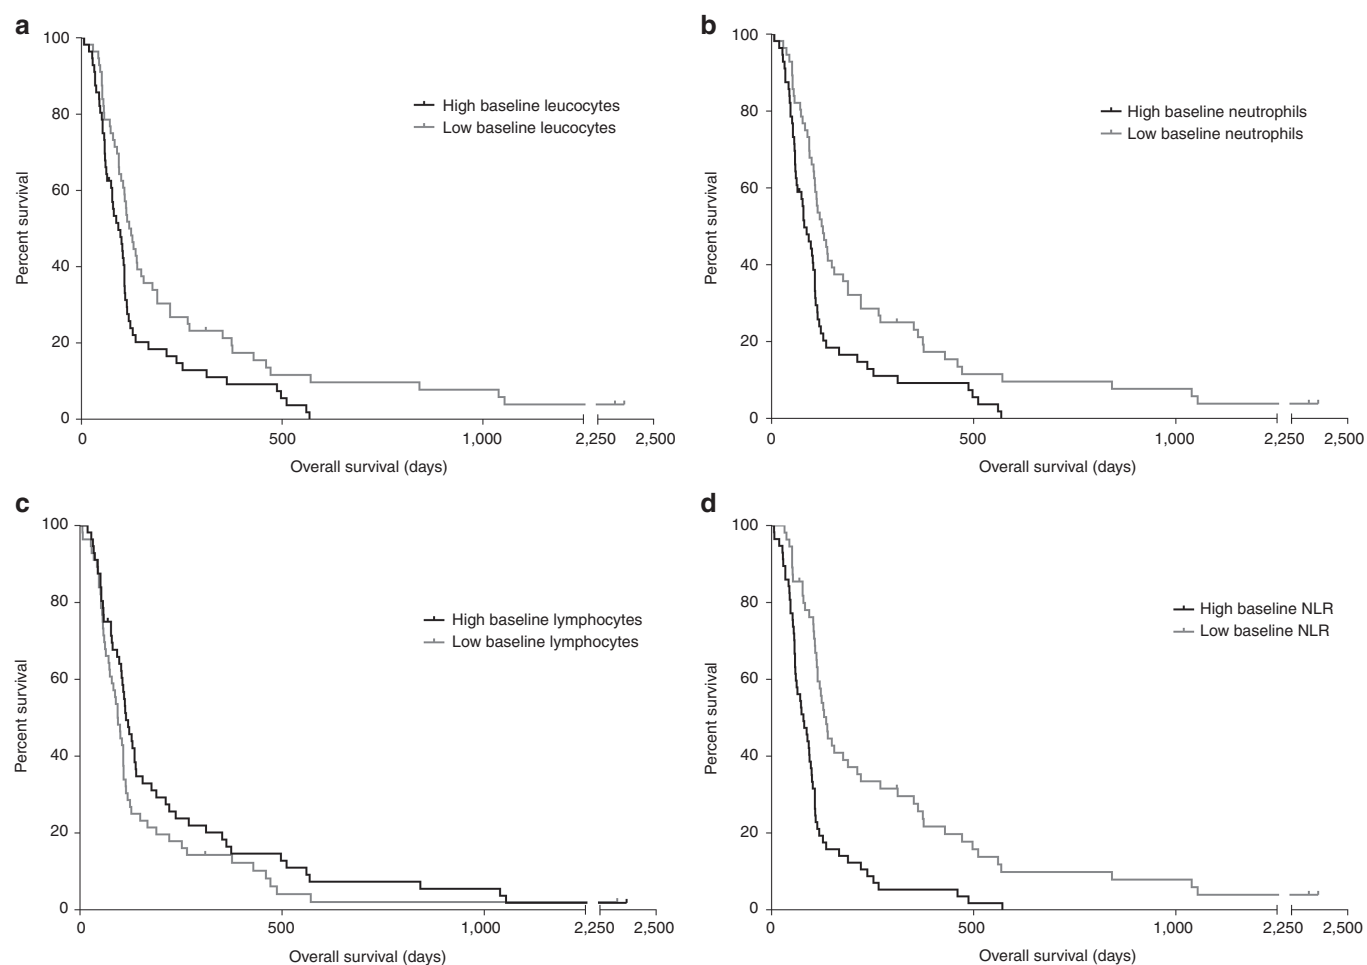 a
100
80
60
40
20
0
Percent survival
High baseline leucocytes
Low baseline leucocytes
0 500 1,000 2,250 2,500
Overall survival (days)
b
100
80
60
40
20
0
Percent survival
High baseline neutrophils
Low baseline neutrophils
0 500 1,000 2,250 2,500
Overall survival (days)
c
100
80
60
40
20
0
Percent survival
High baseline lymphocytes
Low baseline lymphocytes
0 500 1,000 2,250 2,500
Overall survival (days)
d
100
80
60
40
20
0
Percent survival
High baseline NLR
Low baseline NLR
0 500 1,000 2,250 2,500
Overall survival (days)